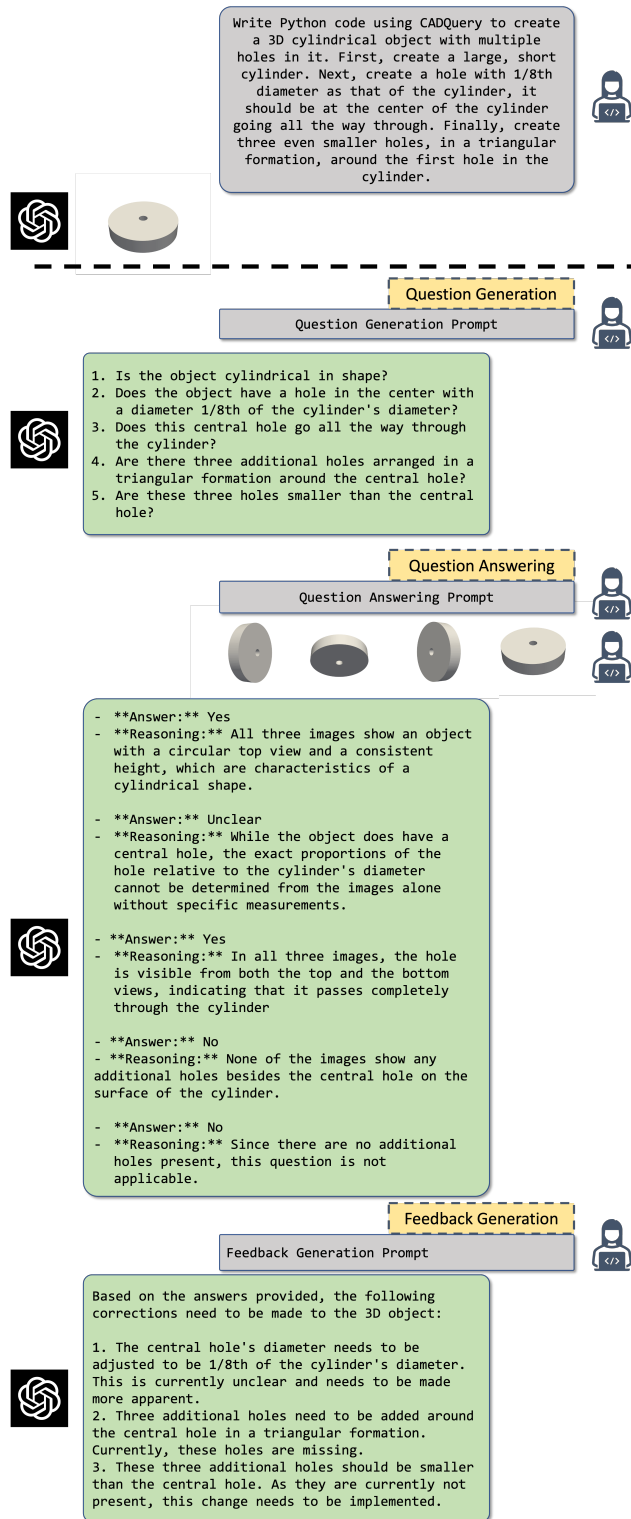 Write Python code using CADQuery to create
a 3D cylindrical object with multiple
holes in it. First, create a large, short
cylinder. Next, create a hole with 1/8th
diameter as that of the cylinder, it
should be at the center of the cylinder
going all the way through. Finally, create
three even smaller holes, in a triangular
formation, around the first hole in the
cylinder.
</>
Question Generation
Question Generation Prompt
</>
1. Is the object cylindrical in shape?
2. Does the object have a hole in the center with
a diameter 1/8th of the cylinder's diameter?
3. Does this central hole go all the way through
the cylinder?
4. Are there three additional holes arranged in a
triangular formation around the central hole?
5. Are these three holes smaller than the central
hole?
Question Answering
Question Answering Prompt
</>
</>
- **Answer:** Yes
- **Reasoning:** All three images show an object
with a circular top view and a consistent
height, which are characteristics of a
cylindrical shape.
- **Answer:** Unclear
- **Reasoning:** While the object does have a
central hole, the exact proportions of the
hole relative to the cylinder's diameter
cannot be determined from the images alone
without specific measurements.
- **Answer:** Yes
- **Reasoning:** In all three images, the hole
is visible from both the top and the bottom
views, indicating that it passes completely
through the cylinder
- **Answer:** No
- **Reasoning:** None of the images show any
additional holes besides the central hole on the
surface of the cylinder.
- **Answer:** No
- **Reasoning:** Since there are no additional
holes present, this question is not
applicable.
Feedback Generation
Feedback Generation Prompt
</>
Based on the answers provided, the following
corrections need to be made to the 3D object:
1. The central hole's diameter needs to be
adjusted to be 1/8th of the cylinder's diameter.
This is currently unclear and needs to be made
more apparent.
2. Three additional holes need to be added around
the central hole in a triangular formation.
Currently, these holes are missing.
3. These three additional holes should be smaller
than the central hole. As they are currently not
present, this change needs to be implemented.